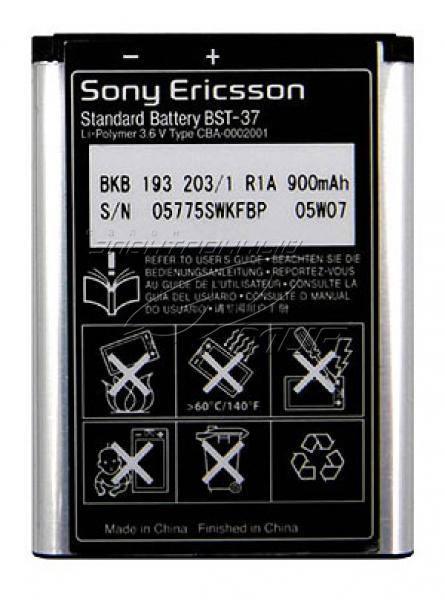 − +
Sony Ericsson
Standard Battery BST-37
Li-Polymer 3.6 V Type CBA-0002001
BKB 193 203/1 R1A 900mAh
S/N 05775SWKFBP 05W07
REFER TO USER'S GUIDE • BEACHTEN SIE DIE
BEDIENUNGSANLEITUNG • REPORTEZ-VOUS
AU GUIDE DE L'UTILISATEUR • CONSULTE LA
GUIA DEL USUARIO • CONSULTE O MANUAL
DO USUÁRIO •
>60°C/140°F
Made in China Finished in China